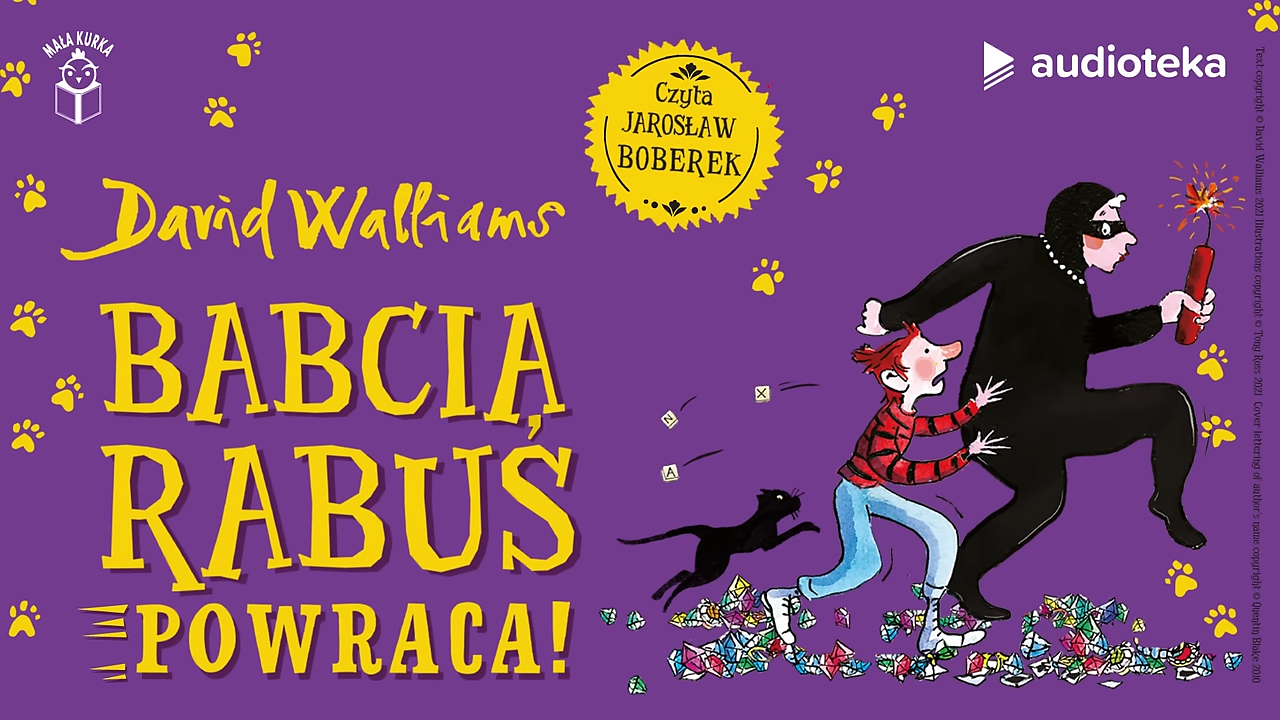 MAŁA KURKA
Czyta
JAROSŁAW
BOBEREK
audioteka
David Walliams
BABCIA
RABUŚ
POWRACA!
N
X
A
Text copyright © David Walliams 2021 Illustrations copyright © Tony Ross 2021 Cover lettering of author's name copyright © Quentin Blake 2010